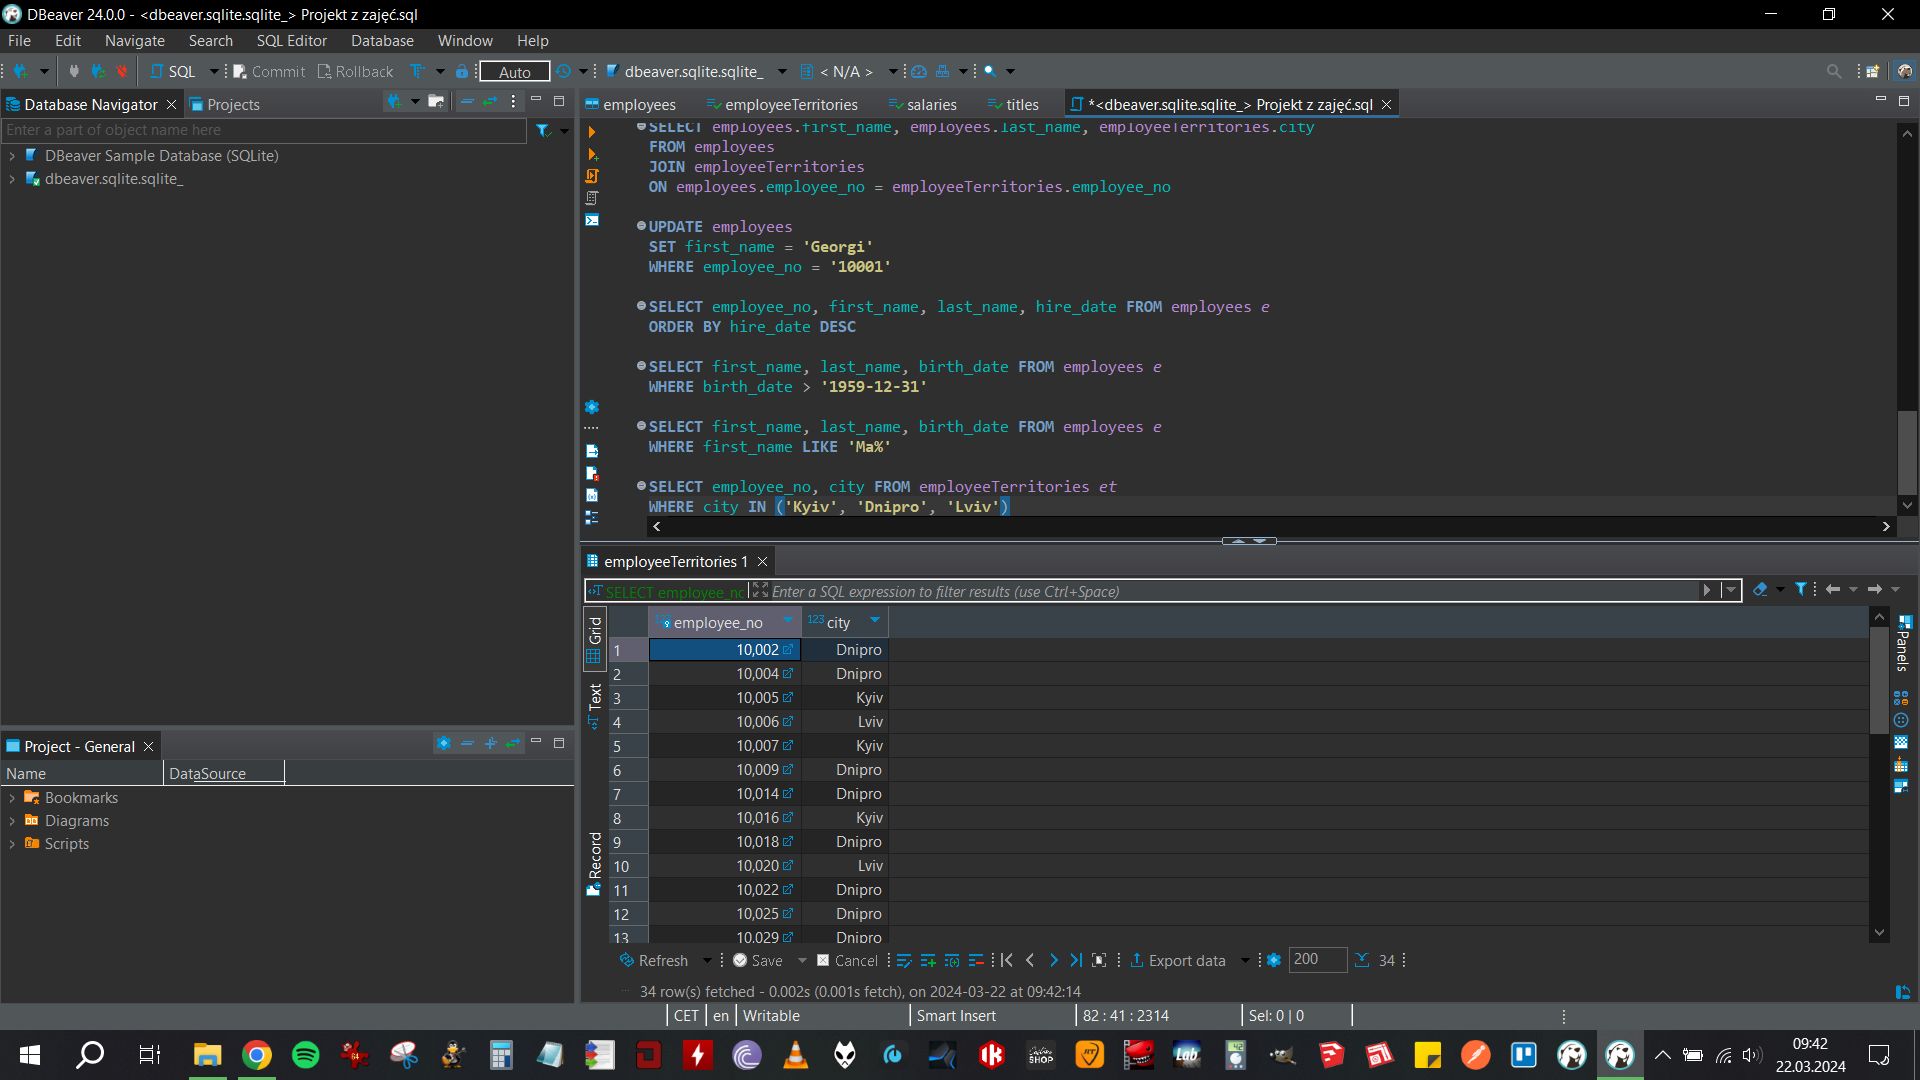 DBeaver 24.0.0 - <dbeaver.sqlite.sqlite_> Projekt z zajęć.sql
File Edit Navigate Search SQL Editor Database Window Help
SQL Commit Rollback Auto dbeaver.sqlite.sqlite_ < N/A >
Database Navigator Projects
Enter a part of object name here
DBeaver Sample Database (SQLite)
dbeaver.sqlite.sqlite_
Project - General
Name DataSource
Bookmarks
Diagrams
Scripts
employees employeeTerritories salaries titles *<dbeaver.sqlite.sqlite_> Projekt z zajęć.sql
SELECT employees.first_name, employees.last_name, employeeTerritories.city
FROM employees
JOIN employeeTerritories
ON employees.employee_no = employeeTerritories.employee_no
UPDATE employees
SET first_name = 'Georgi'
WHERE employee_no = '10001'
SELECT employee_no, first_name, last_name, hire_date FROM employees e
ORDER BY hire_date DESC
SELECT first_name, last_name, birth_date FROM employees e
WHERE birth_date > '1959-12-31'
SELECT first_name, last_name, birth_date FROM employees e
WHERE first_name LIKE 'Ma%'
SELECT employee_no, city FROM employeeTerritories et
WHERE city IN ('Kyiv', 'Dnipro', 'Lviv')
employeeTerritories 1
SELECT employee_no Enter a SQL expression to filter results (use Ctrl+Space)
Grid
Text
Record
Panels
employee_no 123 city
1 10,002 Dnipro
2 10,004 Dnipro
3 10,005 Kyiv
4 10,006 Lviv
5 10,007 Kyiv
6 10,009 Dnipro
7 10,014 Dnipro
8 10,016 Kyiv
9 10,018 Dnipro
10 10,020 Lviv
11 10,022 Dnipro
12 10,025 Dnipro
13 10,029 Dnipro
Refresh Save Cancel Export data 200 34
34 row(s) fetched - 0.002s (0.001s fetch), on 2024-03-22 at 09:42:14
CET en Writable Smart Insert 82 : 41 : 2314 Sel: 0 | 0
64 SHOP Lab 42
09:42
22.03.2024